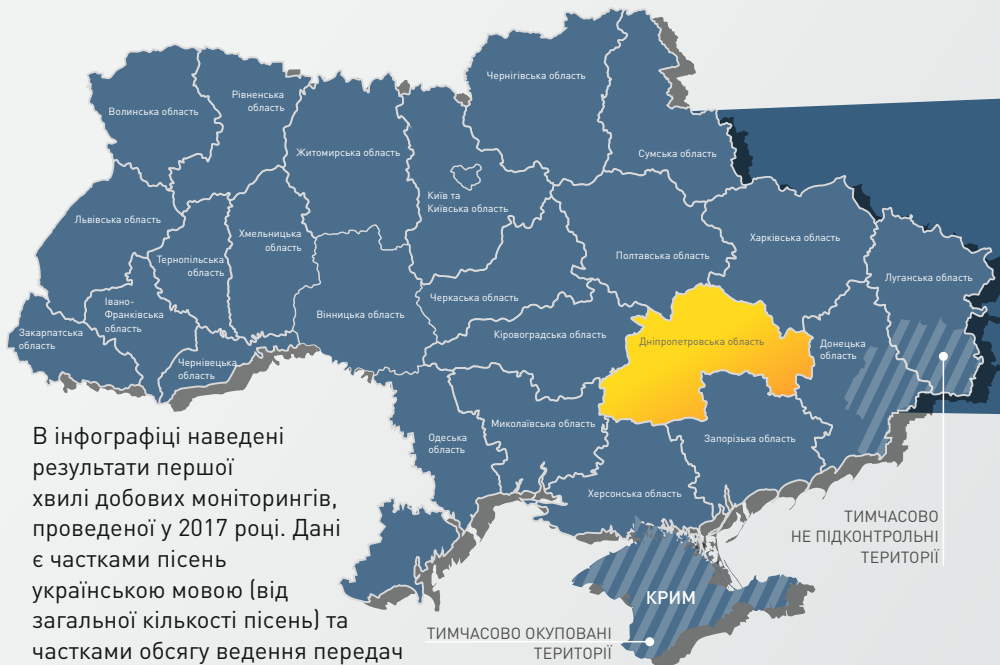 Чернігівська область
Рівненська
область
Волинська область
Сумська область
Житомирська область
Київ та
Київська область
Львівська область
Хмельницька
область
Харківська область
Тернопільська
область
Полтавська область
Луганська область
Івано-
Франківська
область
Черкаська область
Вінницька область
Закарпатська
область
Кіровоградська область
Дніпропетровська область
Донецька
область
Чернівецька
область
Миколаївська область
Одеська
область
Запорізька область
Херсонська область
В інфографіці наведені
результати першої
хвилі добових моніторингів,
проведеної у 2017 році. Дані
є частками пісень
українською мовою (від
загальної кількості пісень) та
частками обсягу ведення передач
ТИМЧАСОВО
НЕ ПІДКОНТРОЛЬНІ
ТЕРИТОРІЇ
КРИМ
ТИМЧАСОВО ОКУПОВАНІ
ТЕРИТОРІЇ